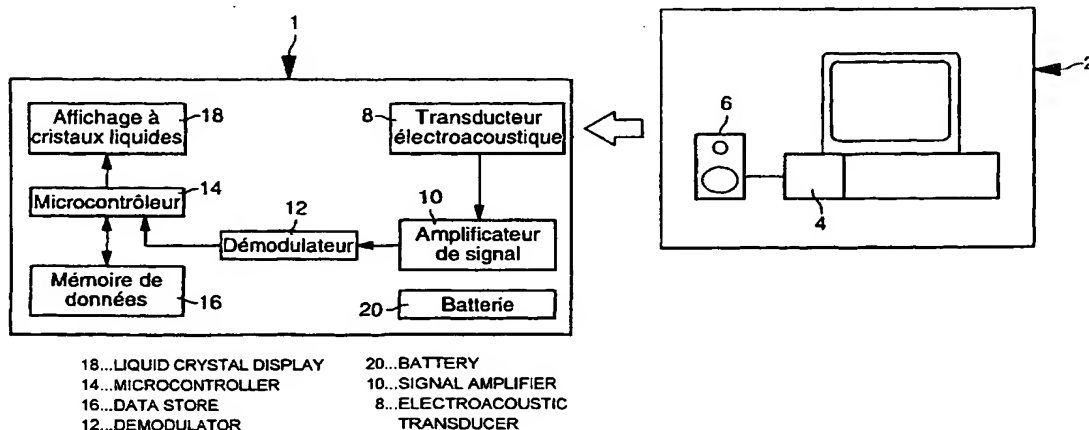 1
2
Affichage à
cristaux liquides
18
8
Transducteur
électroacoustique
6
Microcontrôleur
14
12
10
4
Démodulateur
Amplificateur
de signal
Mémoire de
données
16
20
Batterie
18...LIQUID CRYSTAL DISPLAY
14...MICROCONTROLLER
16...DATA STORE
12...DEMODULATOR
20...BATTERY
10...SIGNAL AMPLIFIER
8...ELECTROACOUSTIC
TRANSDUCER